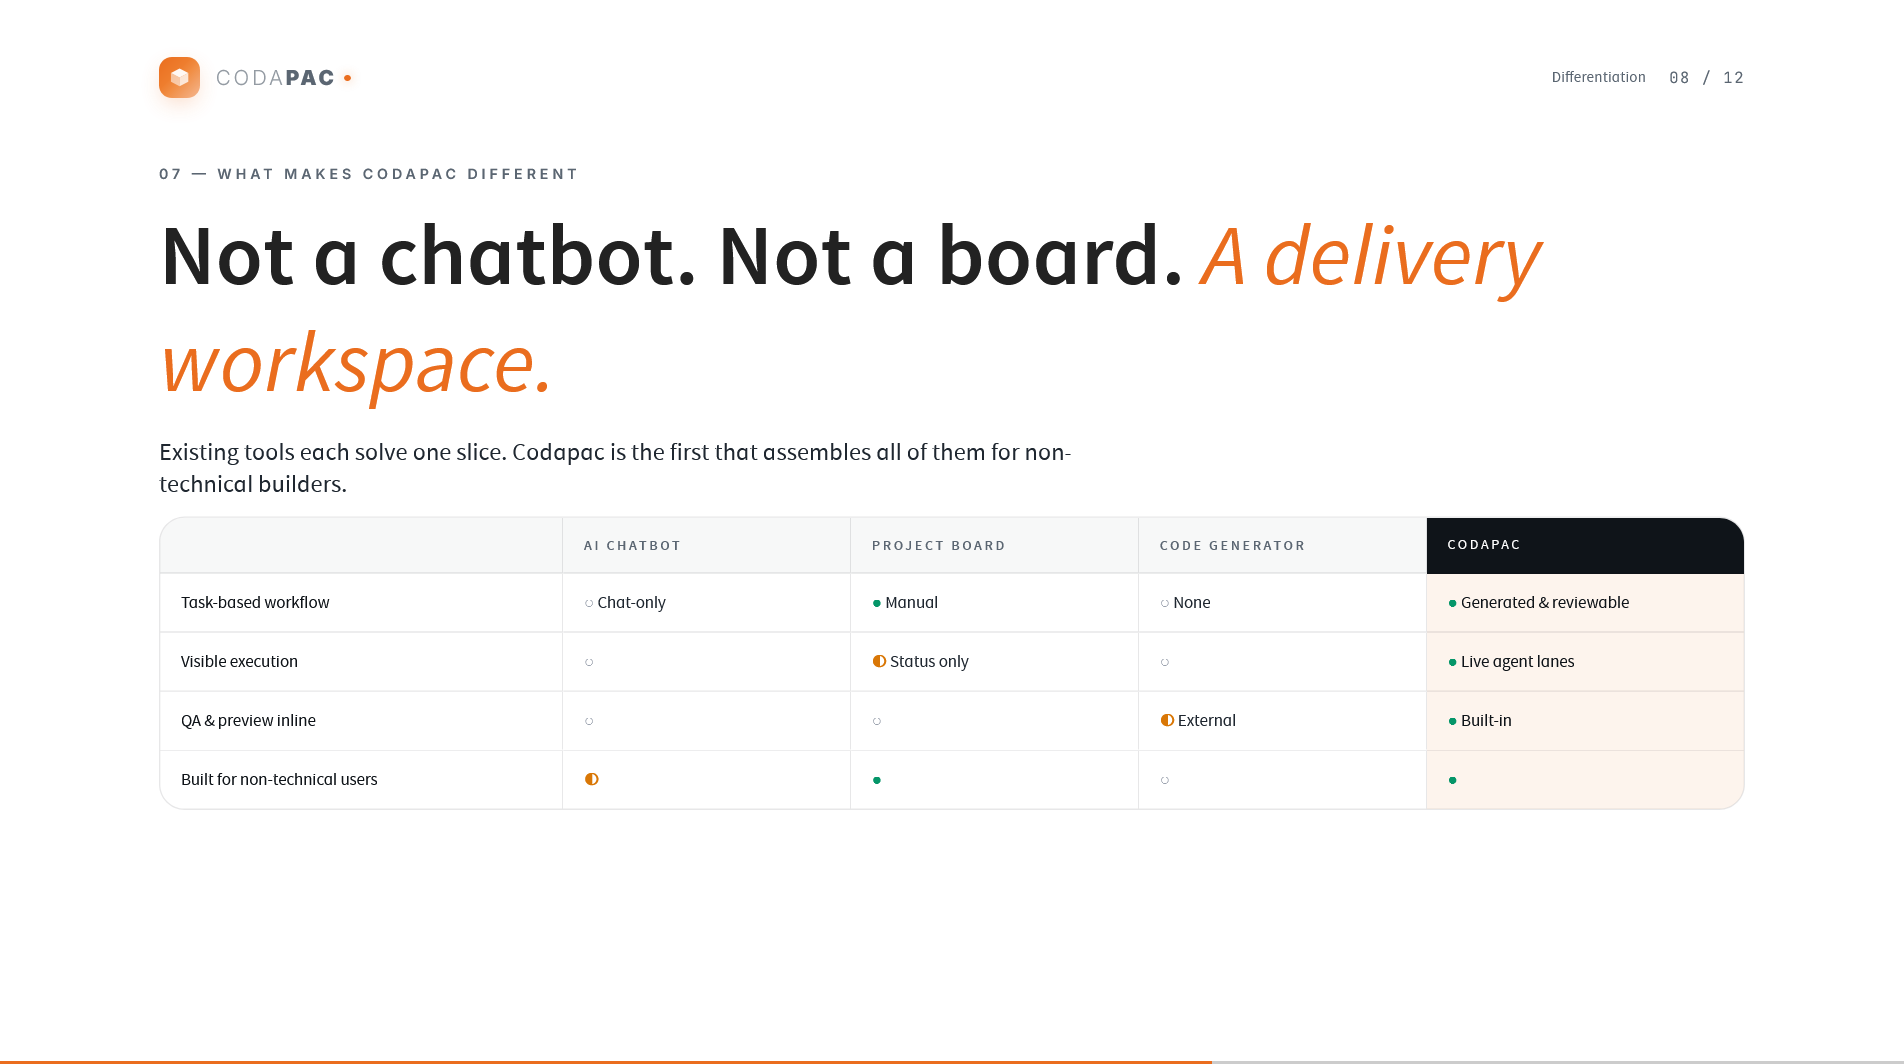 CODAPAC
Differentiation 08 / 12
07 — WHAT MAKES CODAPAC DIFFERENT
Not a chatbot. Not a board. A delivery
workspace.
Existing tools each solve one slice. Codapac is the first that assembles all of them for non-
technical builders.
AI CHATBOT PROJECT BOARD CODE GENERATOR CODAPAC
Task-based workflow ○ Chat-only ● Manual ○ None ● Generated & reviewable
Visible execution ○ ◐ Status only ○ ● Live agent lanes
QA & preview inline ○ ○ ◐ External ● Built-in
Built for non-technical users ◐ ● ○ ●